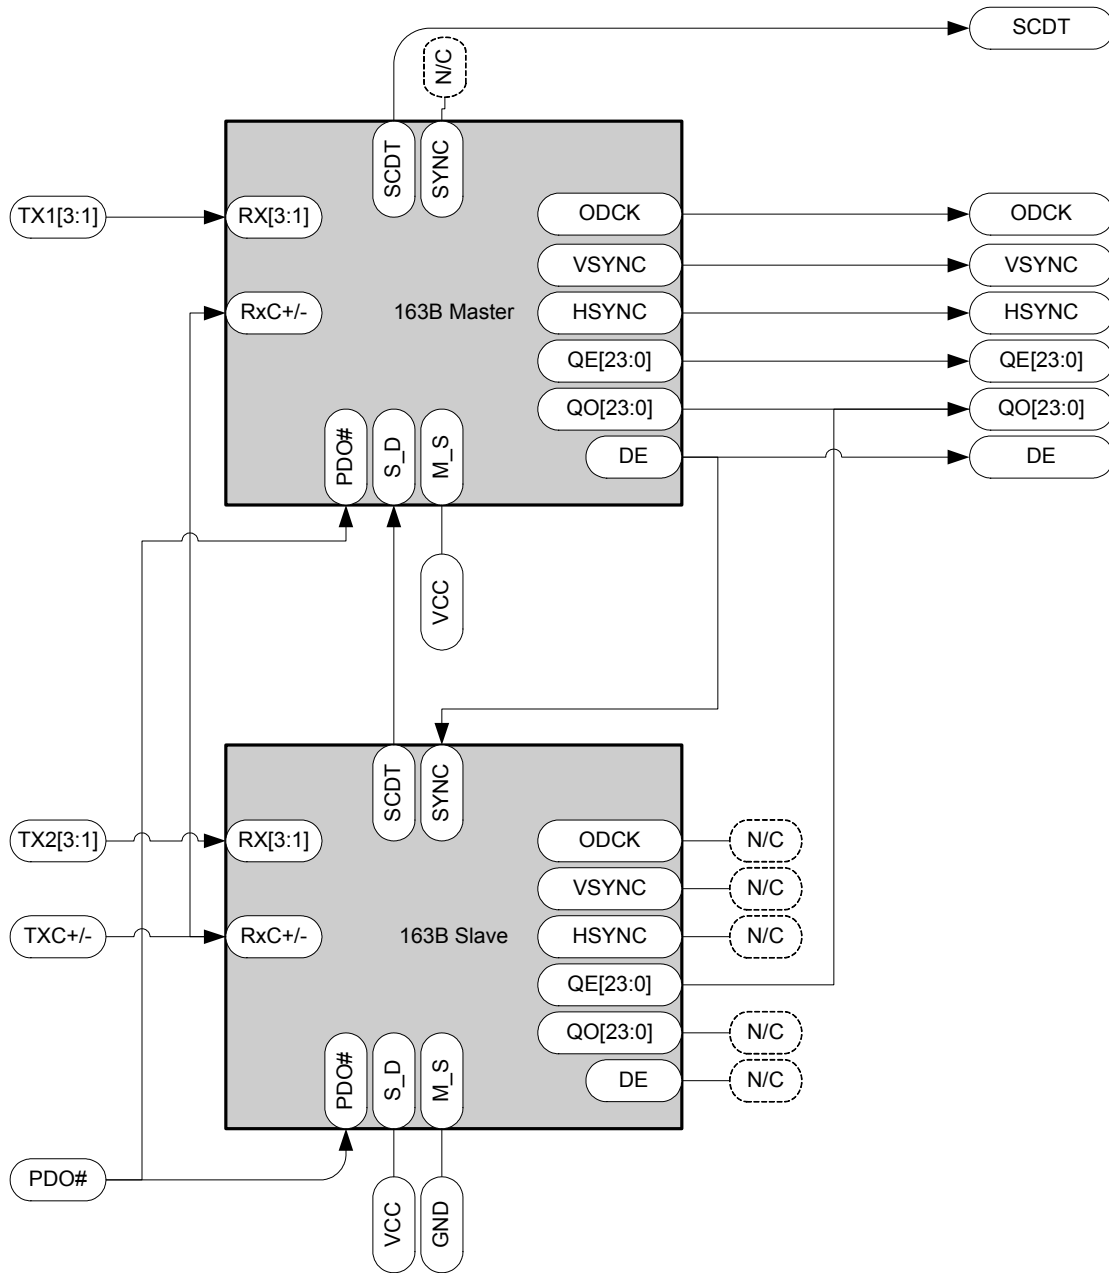 SCDT
N/C
SCDT
SYNC
TX1[3:1]
RX[3:1]
ODCK
ODCK
VSYNC
VSYNC
RxC+/-
163B Master
HSYNC
HSYNC
QE[23:0]
QE[23:0]
QO[23:0]
QO[23:0]
PDO#
S_D
M_S
DE
DE
VCC
SCDT
SYNC
TX2[3:1]
RX[3:1]
ODCK
N/C
VSYNC
N/C
TXC+/-
RxC+/-
163B Slave
HSYNC
N/C
QE[23:0]
QO[23:0]
N/C
PDO#
S_D
M_S
DE
N/C
PDO#
VCC
GND